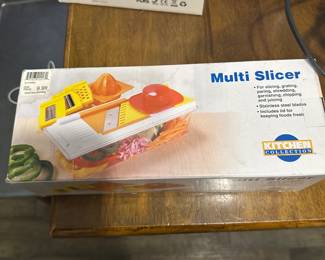 Multi Slicer
• For slicing, grating,
paring, shredding,
garnishing, chipping
and juicing
• Stainless steel blades
• Includes lid for
keeping foods fresh
KITCHEN
COLLECTION